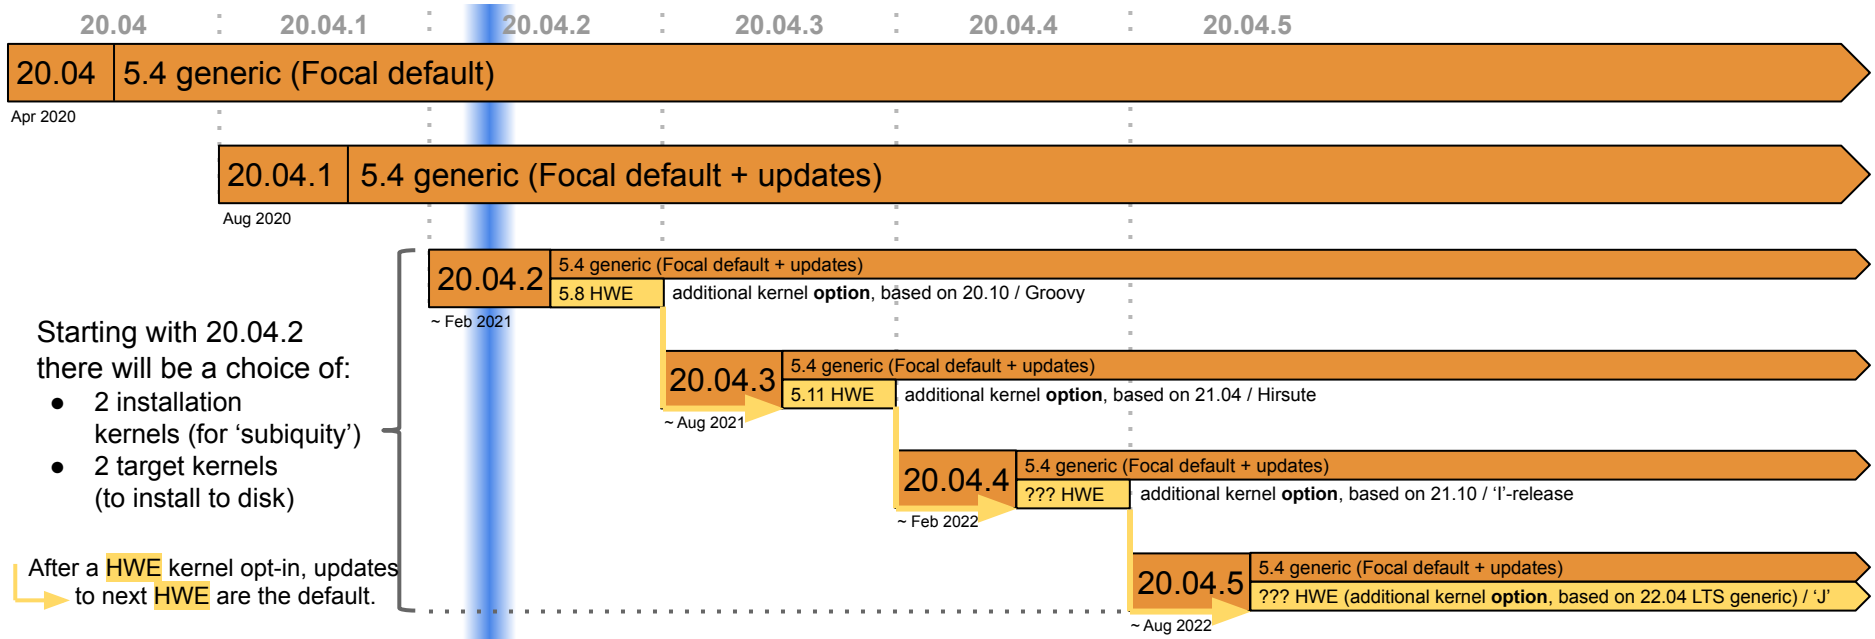 20.04 : 20.04.1 : 20.04.2 : 20.04.3 : 20.04.4 : 20.04.5
20.04 5.4 generic (Focal default)
Apr 2020
20.04.1 5.4 generic (Focal default + updates)
Aug 2020
20.04.2 5.4 generic (Focal default + updates)
5.8 HWE additional kernel option, based on 20.10 / Groovy
~ Feb 2021
Starting with 20.04.2
there will be a choice of:
● 2 installation
kernels (for ‘subiquity’)
● 2 target kernels
(to install to disk)
20.04.3 5.4 generic (Focal default + updates)
5.11 HWE additional kernel option, based on 21.04 / Hirsute
~ Aug 2021
20.04.4 5.4 generic (Focal default + updates)
??? HWE additional kernel option, based on 21.10 / ‘I’-release
~ Feb 2022
After a HWE kernel opt-in, updates
to next HWE are the default.
20.04.5 5.4 generic (Focal default + updates)
??? HWE (additional kernel option, based on 22.04 LTS generic) / ‘J’
~ Aug 2022